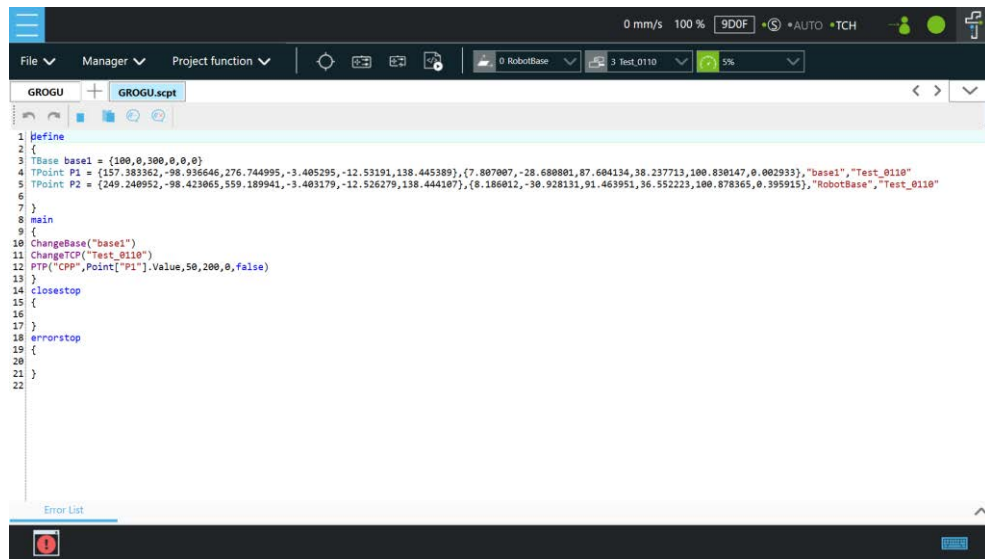 0 mm/s 100 % 9D0F S AUTO TCH
File Manager Project function 0 RobotBase 3 Test_0110 5%
GROGU GROGU.scpt
1 define
2 {
3 TBase base1 = {100,0,300,0,0,0}
4 TPoint P1 = {157.383362,-98.936646,276.744995,-3.405295,-12.53191,138.445389},{7.807007,-28.680801,87.604134,38.237713,100.830147,0.002933},"base1","Test_0110"
5 TPoint P2 = {249.240952,-98.423065,559.189941,-3.403179,-12.526279,138.444107},{8.186012,-30.928131,91.463951,36.552223,100.878365,0.395915},"RobotBase","Test_0110"
6
7 }
8 main
9 {
10 ChangeBase("base1")
11 ChangeTCP("Test_0110")
12 PTP("CPP",Point["P1"].Value,50,200,0,false)
13 }
14 closestop
15 {
16
17 }
18 errorstop
19 {
20
21 }
22
Error List